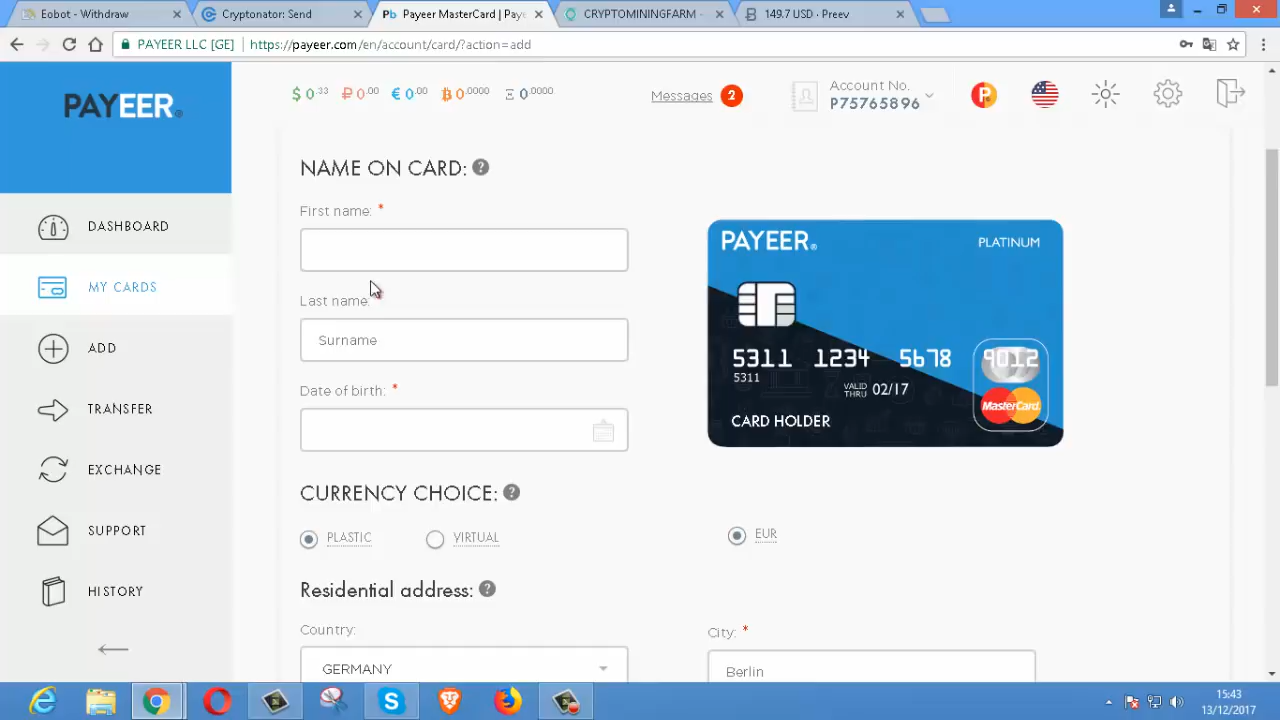 Eobot - Withdraw
Cryptonator: Send
Payeer MasterCard | Paye
CRYPTOMININGFARM -
149.7 USD - Preev
PAYEER LLC [GE] https://payeer.com/en/account/card/?action=add
PAYEER
$ 0.33 ₽ 0.00 € 0.00 ฿ 0.0000 Ξ 0.0000
Messages 2
Account No.
P75765896
DASHBOARD
MY CARDS
ADD
TRANSFER
EXCHANGE
SUPPORT
HISTORY
NAME ON CARD: ?
First name: *
Last name:
Surname
Date of birth: *
PAYEER® PLATINUM
5311 1234 5678 9012
5311
VALID THRU 02/17
MasterCard
CARD HOLDER
CURRENCY CHOICE: ?
PLASTIC VIRTUAL EUR
Residential address: ?
Country: City: *
GERMANY Berlin
15:43
13/12/2017